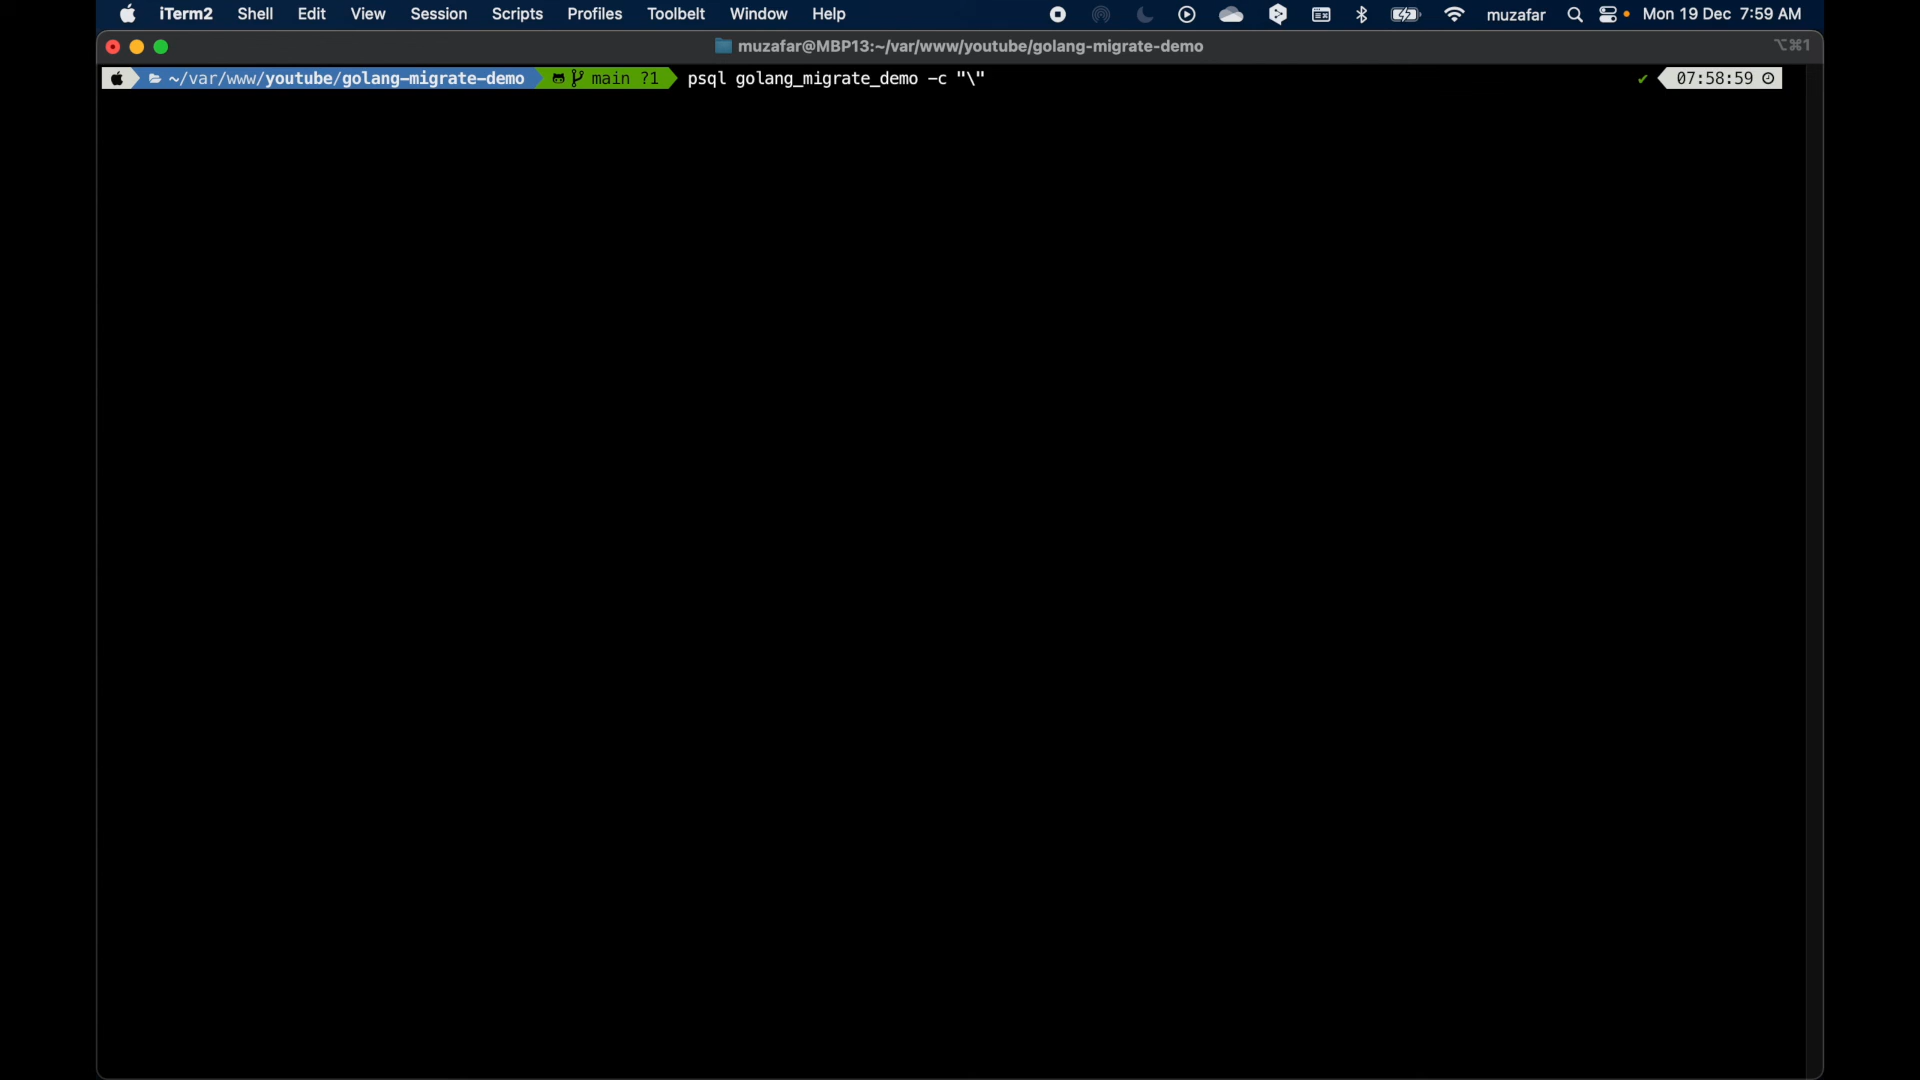 iTerm2 Shell Edit View Session Scripts Profiles Toolbelt Window Help muzafar Mon 19 Dec 7:59 AM
muzafar@MBP13:~/var/www/youtube/golang-migrate-demo ⌥⌘1
~/var/www/youtube/golang-migrate-demo main ?1 psql golang_migrate_demo -c "\" ✔ 07:58:59